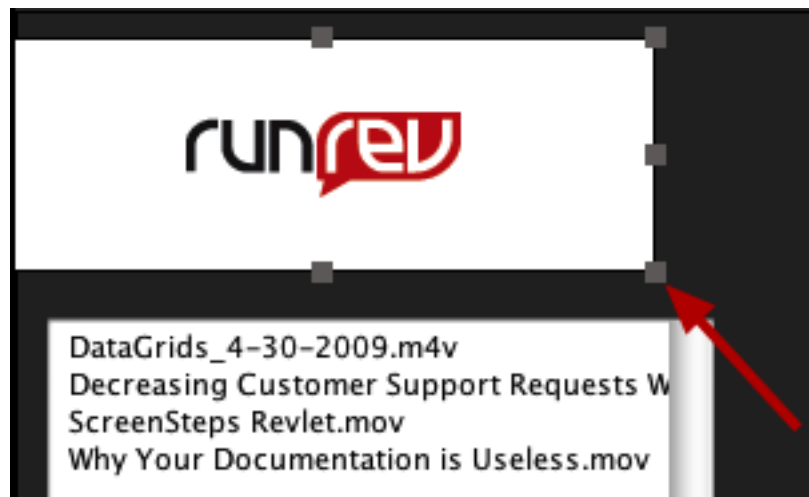 runrev
DataGrids_4-30-2009.m4v
Decreasing Customer Support Requests W
ScreenSteps Revlet.mov
Why Your Documentation is Useless.mov